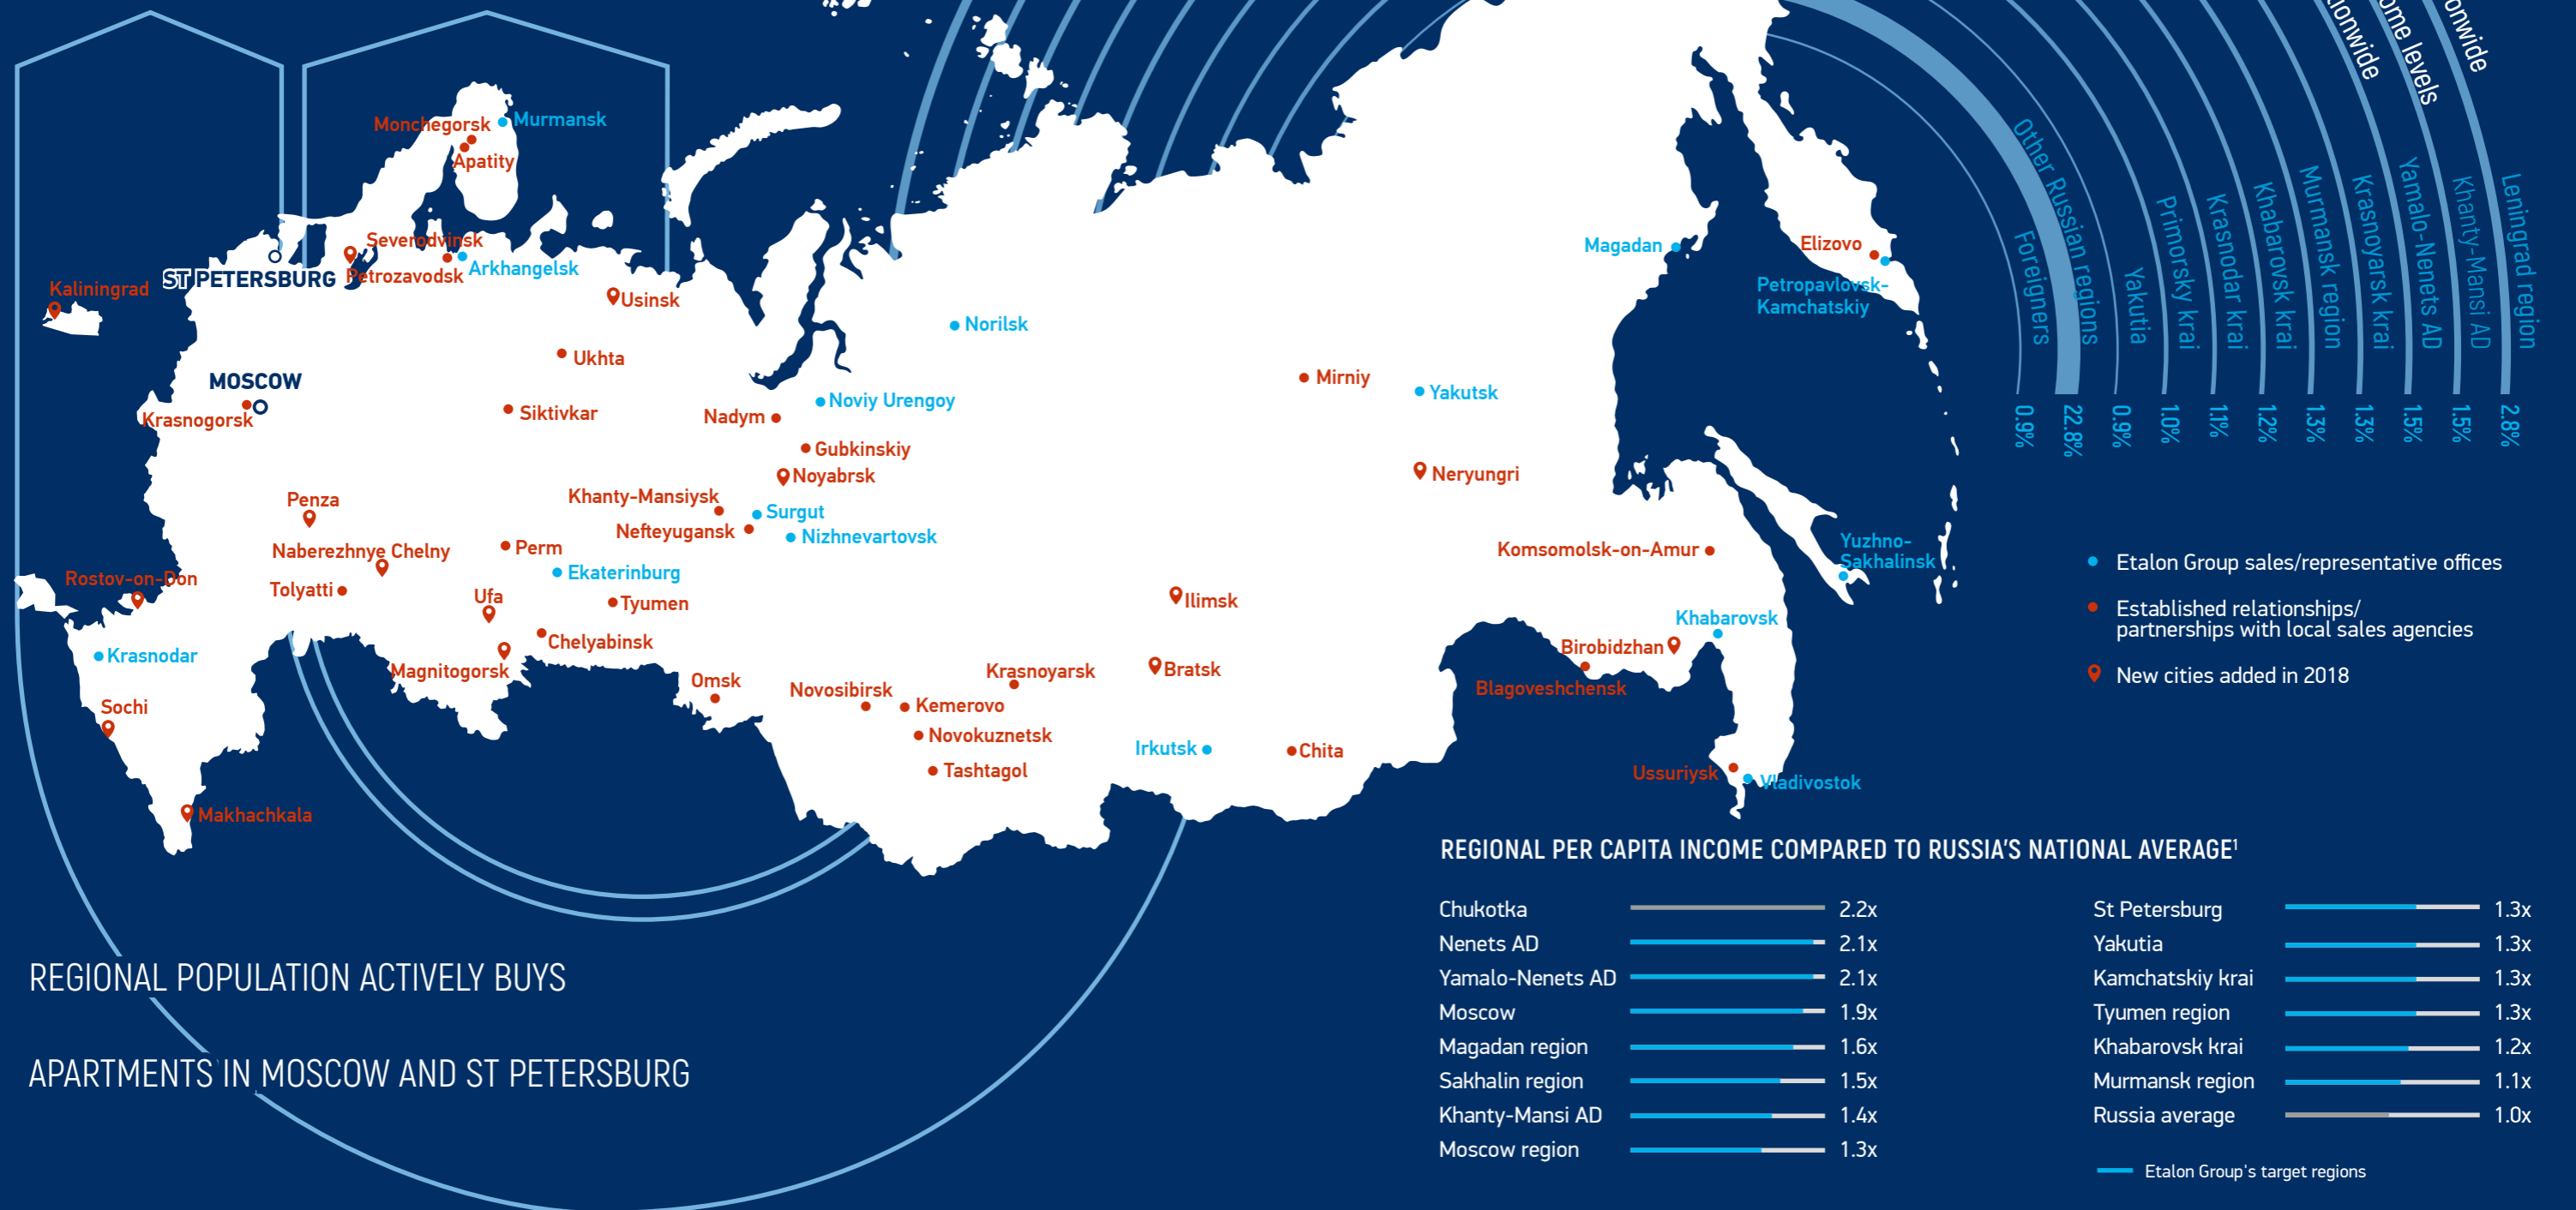 Monchegorsk
Murmansk
Apatity
Severodvinsk
Petrozavodsk
Arkhangelsk
ST PETERSBURG
Kaliningrad
Usinsk
Norilsk
Ukhta
MOSCOW
Krasnogorsk
Siktivkar
Noviy Urengoy
Nadym
Gubkinskiy
Noyabrsk
Khanty-Mansiysk
Surgut
Nefteyugansk
Nizhnevartovsk
Penza
Naberezhnye Chelny
Perm
Ekaterinburg
Rostov-on-Don
Tolyatti
Ufa
Tyumen
Chelyabinsk
Krasnodar
Magnitogorsk
Sochi
Omsk
Novosibirsk
Kemerovo
Krasnoyarsk
Novokuznetsk
Tashtagol
Makhachkala
Mirniy
Yakutsk
Neryungri
Ilimsk
Bratsk
Irkutsk
Chita
Magadan
Elizovo
Petropavlovsk-
Kamchatskiy
Komsomolsk-on-Amur
Yuzhno-
Sakhalinsk
Khabarovsk
Birobidzhan
Blagoveshchensk
Ussuriysk
Vladivostok
Foreigners
0.9%
Other Russian regions
22.8%
Yakutia
0.9%
Primorsky krai
1.0%
Krasnodar krai
1.1%
Khabarovsk krai
1.2%
Murmansk region
1.3%
Krasnoyarsk krai
1.3%
Yamalo-Nenets AD
1.5%
Khanty-Mansi AD
1.5%
Leningrad region
2.8%
ionwide
ome levels
onwide
Etalon Group sales/representative offices
Established relationships/
partnerships with local sales agencies
New cities added in 2018
REGIONAL POPULATION ACTIVELY BUYS
APARTMENTS IN MOSCOW AND ST PETERSBURG
REGIONAL PER CAPITA INCOME COMPARED TO RUSSIA'S NATIONAL AVERAGE¹
Chukotka 2.2x
Nenets AD 2.1x
Yamalo-Nenets AD 2.1x
Moscow 1.9x
Magadan region 1.6x
Sakhalin region 1.5x
Khanty-Mansi AD 1.4x
Moscow region 1.3x
St Petersburg 1.3x
Yakutia 1.3x
Kamchatskiy krai 1.3x
Tyumen region 1.3x
Khabarovsk krai 1.2x
Murmansk region 1.1x
Russia average 1.0x
Etalon Group's target regions